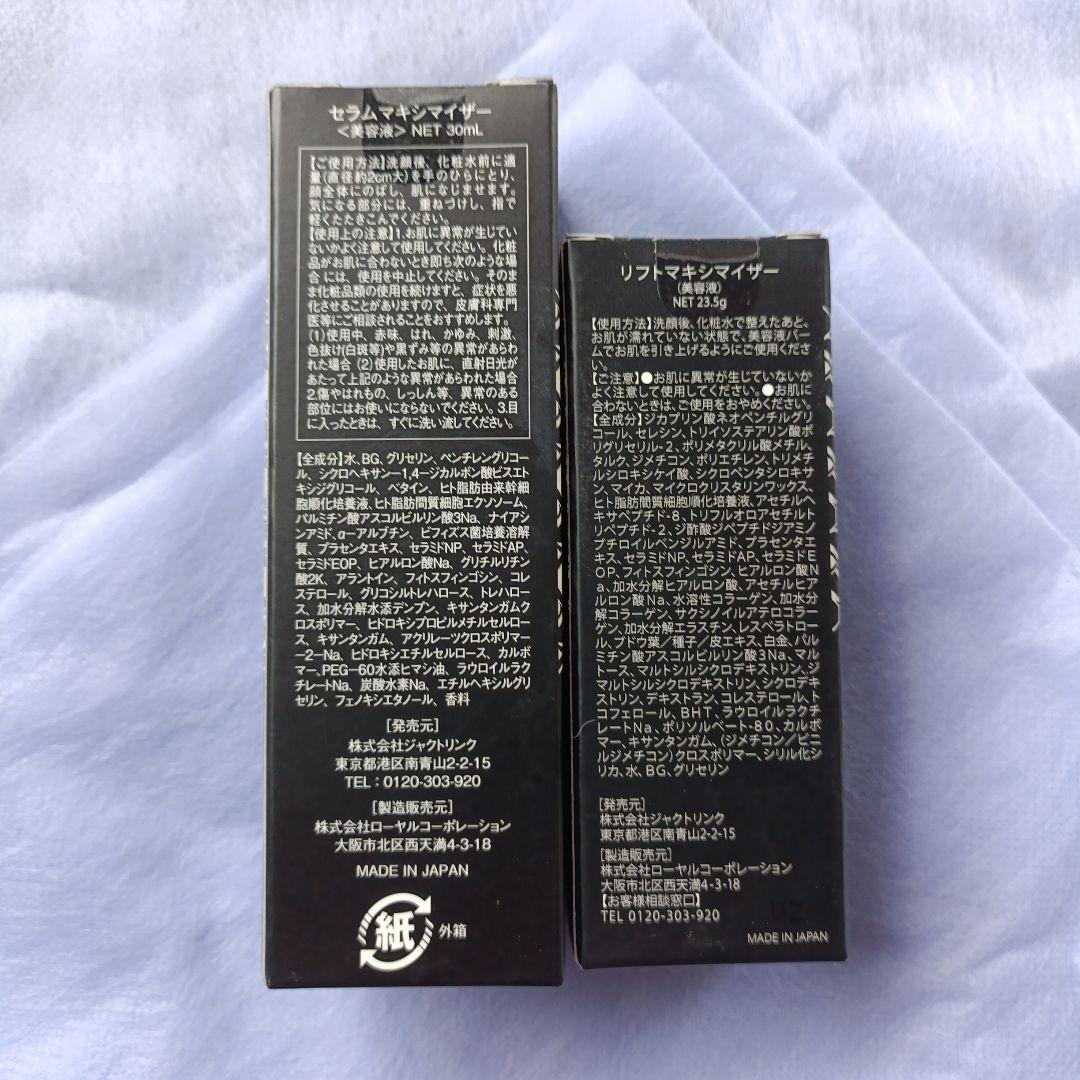 セラムマキシマイザー
<美容液> NET 30mL
【ご使用方法】洗顔後、化粧水前に適
量(直径約2cm大)を手のひらにとり、
顔全体にのばし、肌になじませます。
気になる部分には、重ねづけし、指で
軽くたたきこんでください。
【使用上の注意】1.お肌に異常が生じてい
ないかよく注意して使用してください。化粧
品がお肌に合わないとき即ち次のような場
合には、使用を中止してください。そのま
ま化粧品類の使用を続けますと、症状を悪
化させることがありますので、皮膚科専門
医等にご相談されることをおすすめします。
(1)使用中、赤味、はれ、かゆみ、刺激、
色抜け(白斑等)や黒ずみ等の異常があらわ
れた場合 (2)使用したお肌に、直射日光が
あたって上記のような異常があらわれた場合
2.傷やはれもの、しっしん等、異常のある
部位にはお使いにならないでください。3.目
に入ったときは、すぐに洗い流してください。
【全成分】水、BG、グリセリン、ペンチレングリコー
ル、シクロヘキサン-1,4-ジカルボン酸ビスエト
キシジグリコール、ベタイン、ヒト脂肪由来幹細
胞順化培養液、ヒト脂肪間質細胞エクソソーム、
パルミチン酸アスコルビルリン酸3Na、ナイアシ
ンアミド、α-アルブチン、ビフィズス菌培養溶解
質、プラセンタエキス、セラミドNP、セラミドAP、
セラミドEOP、ヒアルロン酸Na、グリチルリチン
酸2K、アラントイン、フィトスフィンゴシン、コレ
ステロール、グリコシルトレハロース、トレハロー
ス、加水分解水添デンプン、キサンタンガムク
ロスポリマー、ヒドロキシプロピルメチルセルロー
ス、キサンタンガム、アクリレーツクロスポリマー
-2-Na、ヒドロキシエチルセルロース、カルボ
マー、PEG-60水添ヒマシ油、ラウロイルラク
チレートNa、炭酸水素Na、エチルヘキシルグリ
セリン、フェノキシエタノール、香料
[発売元]
株式会社ジャクトリンク
東京都港区南青山2-2-15
TEL:0120-303-920
[製造販売元]
株式会社ローヤルコーポレーション
大阪市北区西天満4-3-18
MADE IN JAPAN
紙 外箱
リフトマキシマイザー
(美容液)
NET 23.5g
【使用方法】洗顔後、化粧水で整えたあと、
お肌が濡れていない状態で、美容液バー
ムでお肌を引き上げるようにご使用くださ
い。
【ご注意】●お肌に異常が生じていないか
よく注意して使用してください。●お肌に
合わないときは、ご使用をおやめください。
【全成分】ジカプリン酸ネオペンチルグリ
コール、セレシン、トリイソステアリン酸ポ
リグリセリル-2、ポリメタクリル酸メチル、
タルク、ジメチコン、ポリエチレン、トリメチ
ルシロキシケイ酸、シクロペンタシロキサ
ン、マイカ、マイクロクリスタリンワックス、
ヒト脂肪間質細胞順化培養液、アセチルヘ
キサペプチド-8、トリフルオロアセチルト
リペプチド-2、ジ酢酸ジペプチドジアミノ
ブチロイルベンジルアミド、プラセンタエ
キス、セラミドNP、セラミドAP、セラミドE
OP、フィトスフィンゴシン、ヒアルロン酸N
a、加水分解ヒアルロン酸、アセチルヒア
ルロン酸Na、水溶性コラーゲン、加水分
解コラーゲン、サクシノイルアテロコラー
ゲン、加水分解エラスチン、レスベラトロー
ル、ブドウ葉/種子/皮エキス、白金、パル
ミチン酸アスコルビルリン酸3Na、マルト
ース、マルトシルシクロデキストリン、ジ
マルトシルシクロデキストリン、シクロデキ
ストリン、デキストラン、コレステロール、ト
コフェロール、BHT、ラウロイルラクチ
レートNa、ポリソルベート-80、カルボ
マー、キサンタンガム、(ジメチコン/ビニ
ルジメチコン)クロスポリマー、シリル化シ
リカ、水、BG、グリセリン
[発売元]
株式会社ジャクトリンク
東京都港区南青山2-2-15
[製造販売元]
株式会社ローヤルコーポレーション
大阪市北区西天満4-3-18
【お客様相談窓口】
TEL 0120-303-920
MADE IN JAPAN